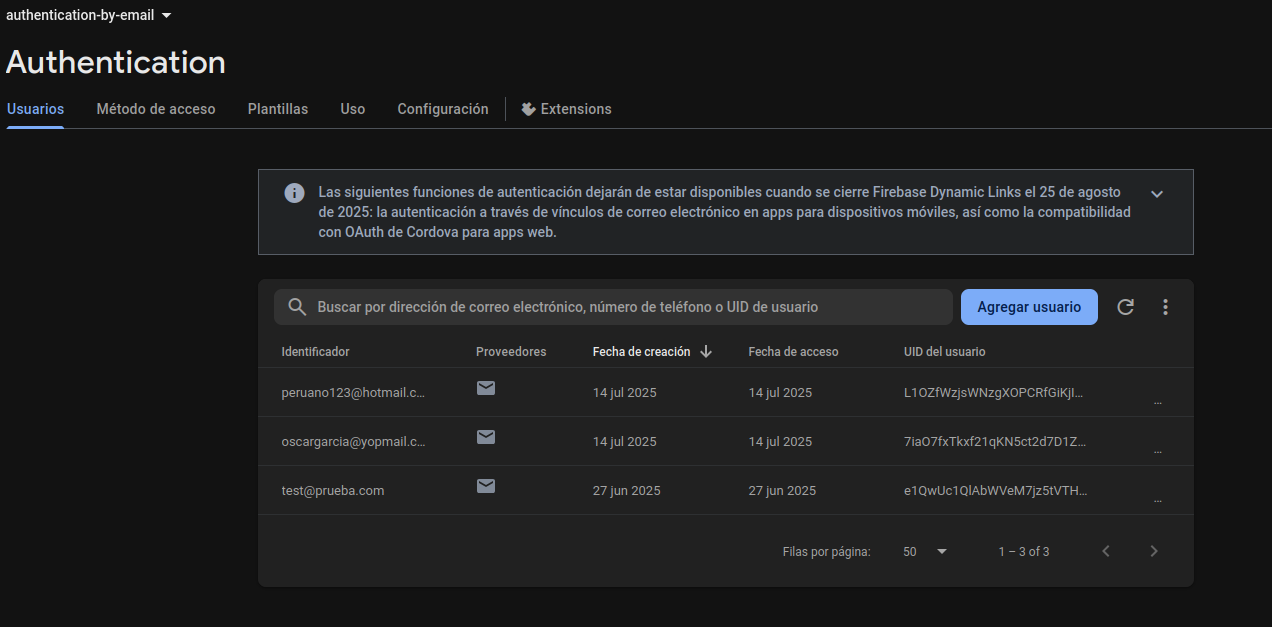 authentication-by-email
Authentication
Usuarios Método de acceso Plantillas Uso Configuración Extensions
Las siguientes funciones de autenticación dejarán de estar disponibles cuando se cierre Firebase Dynamic Links el 25 de agosto
de 2025: la autenticación a través de vínculos de correo electrónico en apps para dispositivos móviles, así como la compatibilidad
con OAuth de Cordova para apps web.
Buscar por dirección de correo electrónico, número de teléfono o UID de usuario Agregar usuario
Identificador Proveedores Fecha de creación Fecha de acceso UID del usuario
peruano123@hotmail.c... 14 jul 2025 14 jul 2025 L1OZfWzjsWNzgXOPCRfGiKjI... ...
oscargarcia@yopmail.c... 14 jul 2025 14 jul 2025 7iaO7fxTkxf21qKN5ct2d7D1Z... ...
test@prueba.com 27 jun 2025 27 jun 2025 e1QwUc1QlAbWVeM7jz5tVTH... ...
Filas por página: 50 1 – 3 of 3